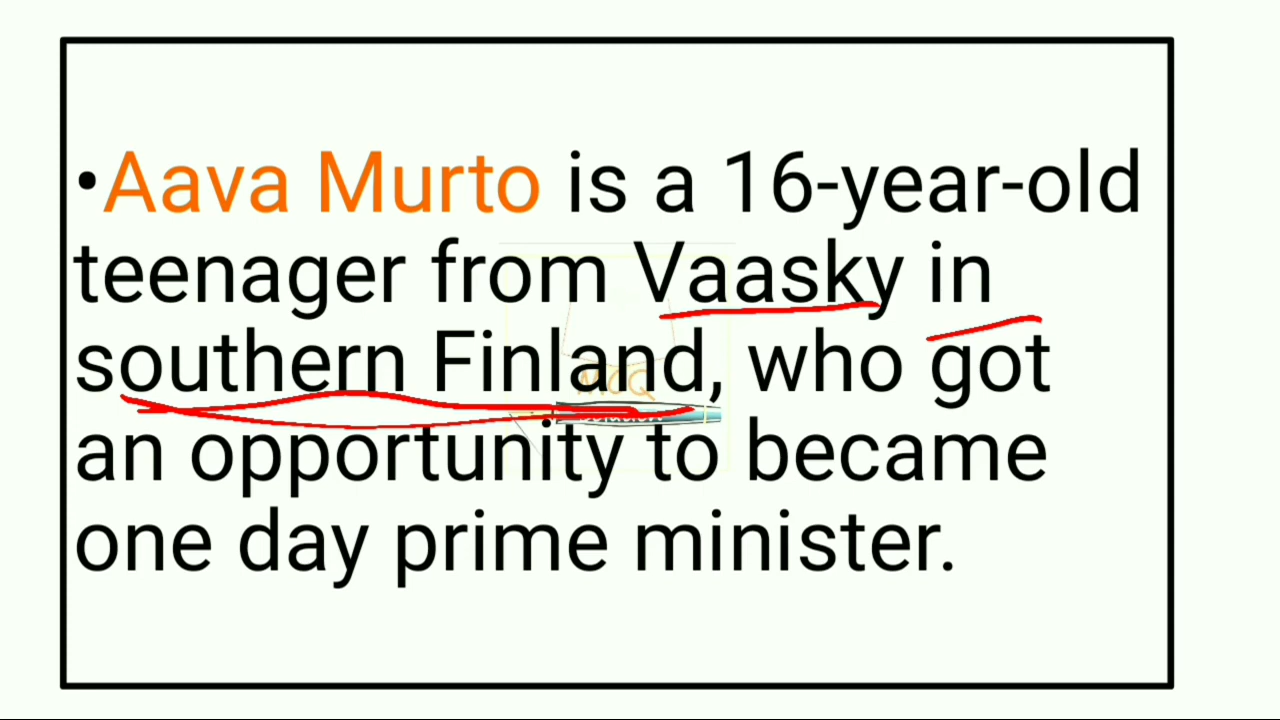 •Aava Murto is a 16-year-old
teenager from Vaasky in
southern Finland, who got
an opportunity to became
one day prime minister.
MCQ